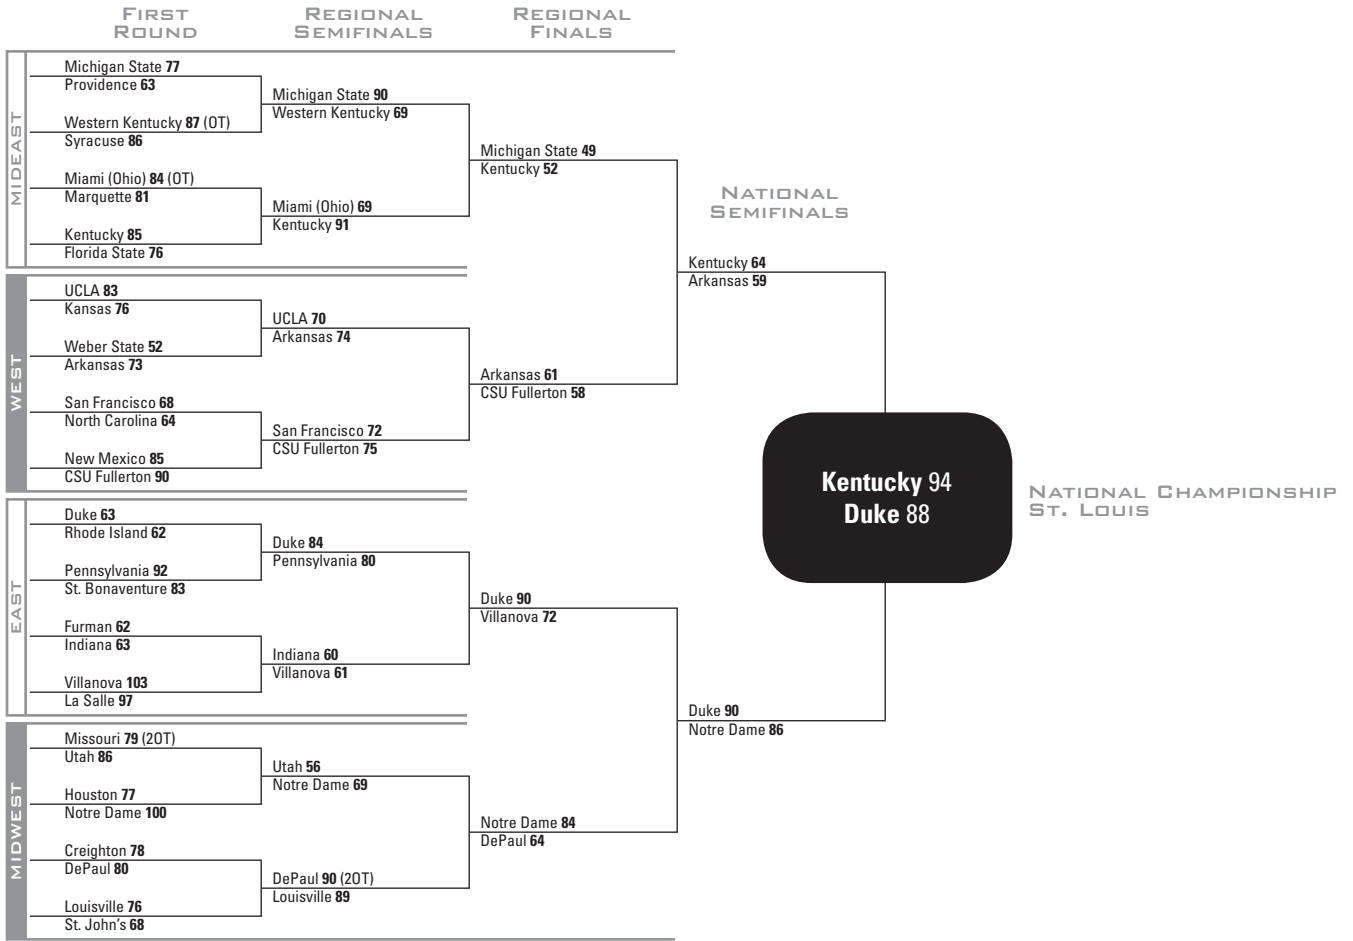 FIRST
ROUND
REGIONAL
SEMIFINALS
REGIONAL
FINALS
MIDEAST
Michigan State 77
Providence 63
Western Kentucky 87 (OT)
Syracuse 86
Miami (Ohio) 84 (OT)
Marquette 81
Kentucky 85
Florida State 76
Michigan State 90
Western Kentucky 69
Miami (Ohio) 69
Kentucky 91
Michigan State 49
Kentucky 52
WEST
UCLA 83
Kansas 76
Weber State 52
Arkansas 73
San Francisco 68
North Carolina 64
New Mexico 85
CSU Fullerton 90
UCLA 70
Arkansas 74
San Francisco 72
CSU Fullerton 75
Arkansas 61
CSU Fullerton 58
EAST
Duke 63
Rhode Island 62
Pennsylvania 92
St. Bonaventure 83
Furman 62
Indiana 63
Villanova 103
La Salle 97
Duke 84
Pennsylvania 80
Indiana 60
Villanova 61
Duke 90
Villanova 72
MIDWEST
Missouri 79 (2OT)
Utah 86
Houston 77
Notre Dame 100
Creighton 78
DePaul 80
Louisville 76
St. John's 68
Utah 56
Notre Dame 69
DePaul 90 (2OT)
Louisville 89
Notre Dame 84
DePaul 64
NATIONAL
SEMIFINALS
Kentucky 64
Arkansas 59
Duke 90
Notre Dame 86
Kentucky 94
Duke 88
NATIONAL CHAMPIONSHIP
ST. LOUIS